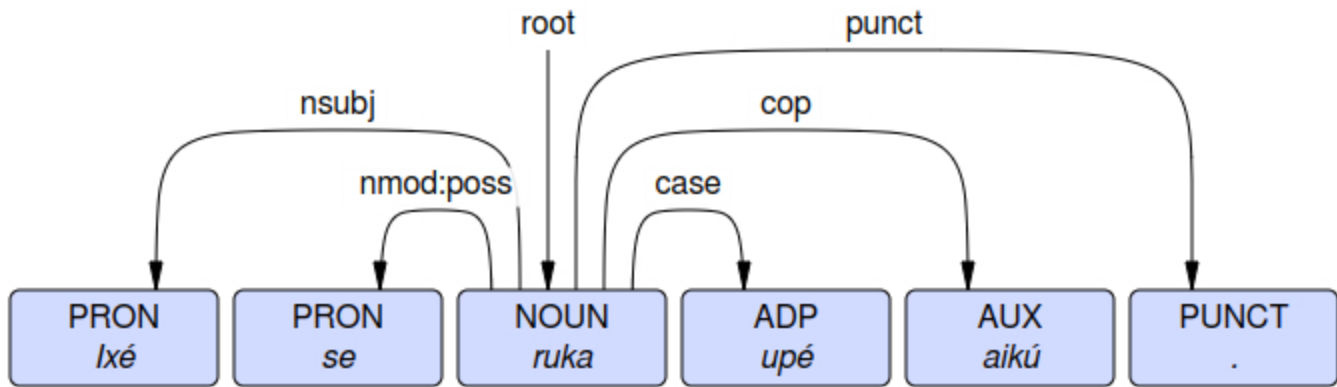 root punct
nsubj cop
nmod:poss case
PRON PRON NOUN ADP AUX PUNCT
Ixé se ruka upé aikú .